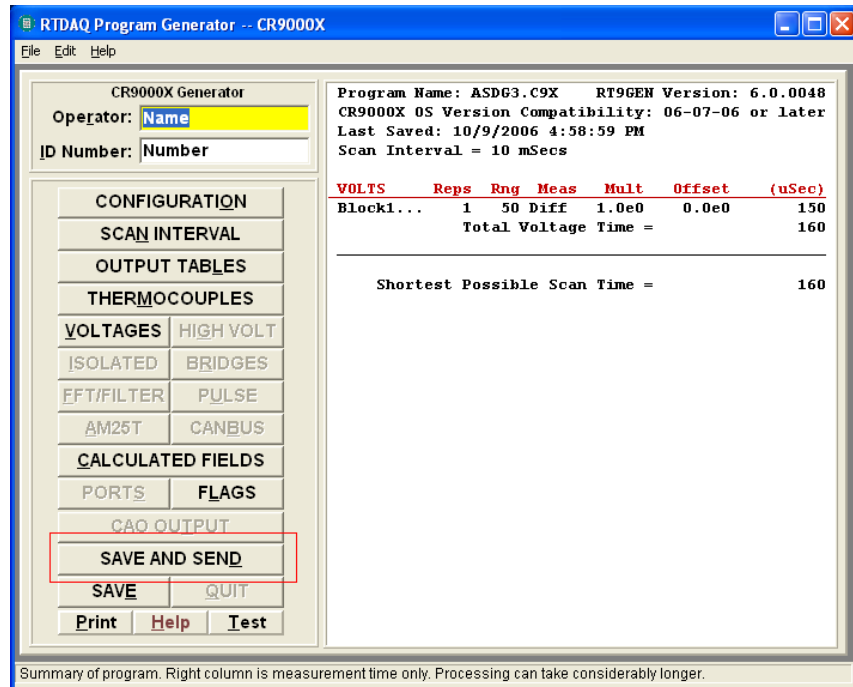 RTDAQ Program Generator -- CR9000X
File Edit Help
CR9000X Generator
Operator: Name
ID Number: Number
CONFIGURATION
SCAN INTERVAL
OUTPUT TABLES
THERMOCOUPLES
VOLTAGES HIGH VOLT
ISOLATED BRIDGES
FFT/FILTER PULSE
AM25T CANBUS
CALCULATED FIELDS
PORTS FLAGS
CAO OUTPUT
SAVE AND SEND
SAVE QUIT
Print Help Test
Program Name: ASDG3.C9X RT9GEN Version: 6.0.0048
CR9000X OS Version Compatibility: 06-07-06 or later
Last Saved: 10/9/2006 4:58:59 PM
Scan Interval = 10 mSecs
VOLTS Reps Rng Meas Mult Offset (uSec)
Block1... 1 50 Diff 1.0e0 0.0e0 150
Total Voltage Time = 160
Shortest Possible Scan Time = 160
Summary of program. Right column is measurement time only. Processing can take considerably longer.